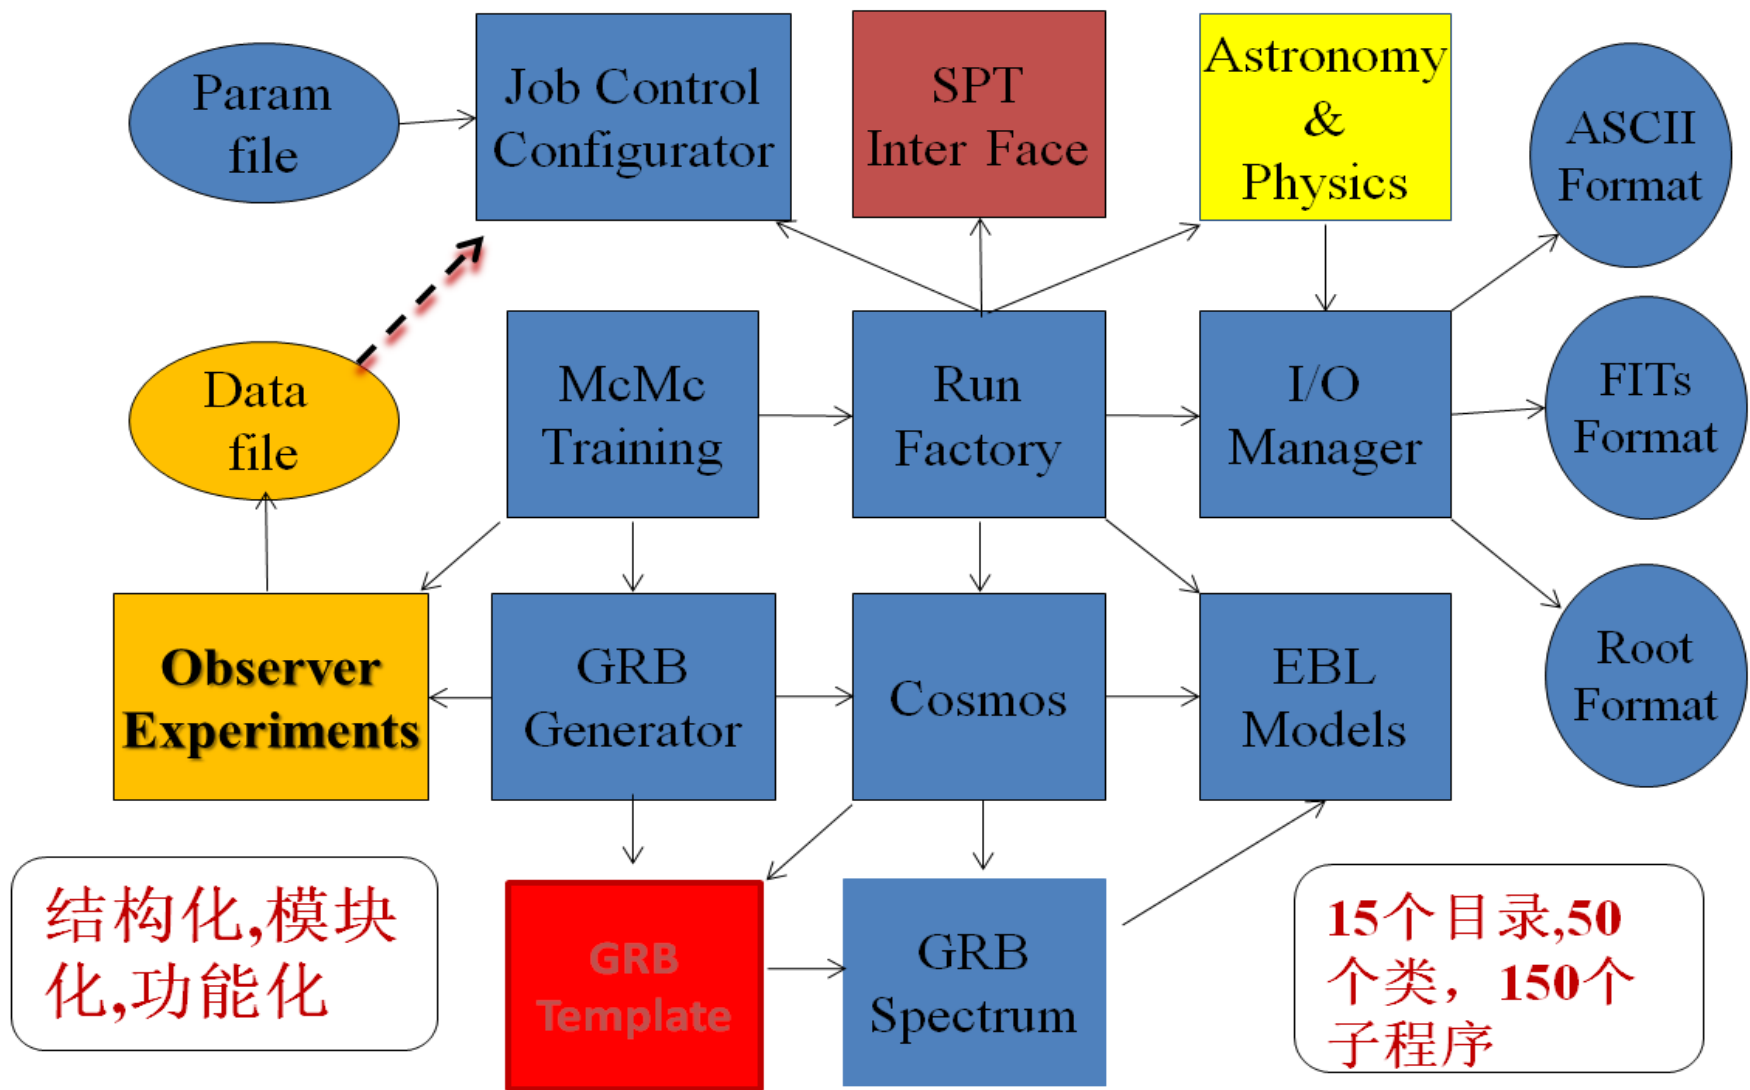 Param
file
Job Control
Configurator
SPT
Inter Face
Astronomy
&
Physics
ASCII
Format
Data
file
McMc
Training
Run
Factory
I/O
Manager
FITs
Format
Observer
Experiments
GRB
Generator
Cosmos
EBL
Models
Root
Format
结构化,模块
化,功能化
GRB
Template
GRB
Spectrum
15个目录,50
个类，150个
子程序